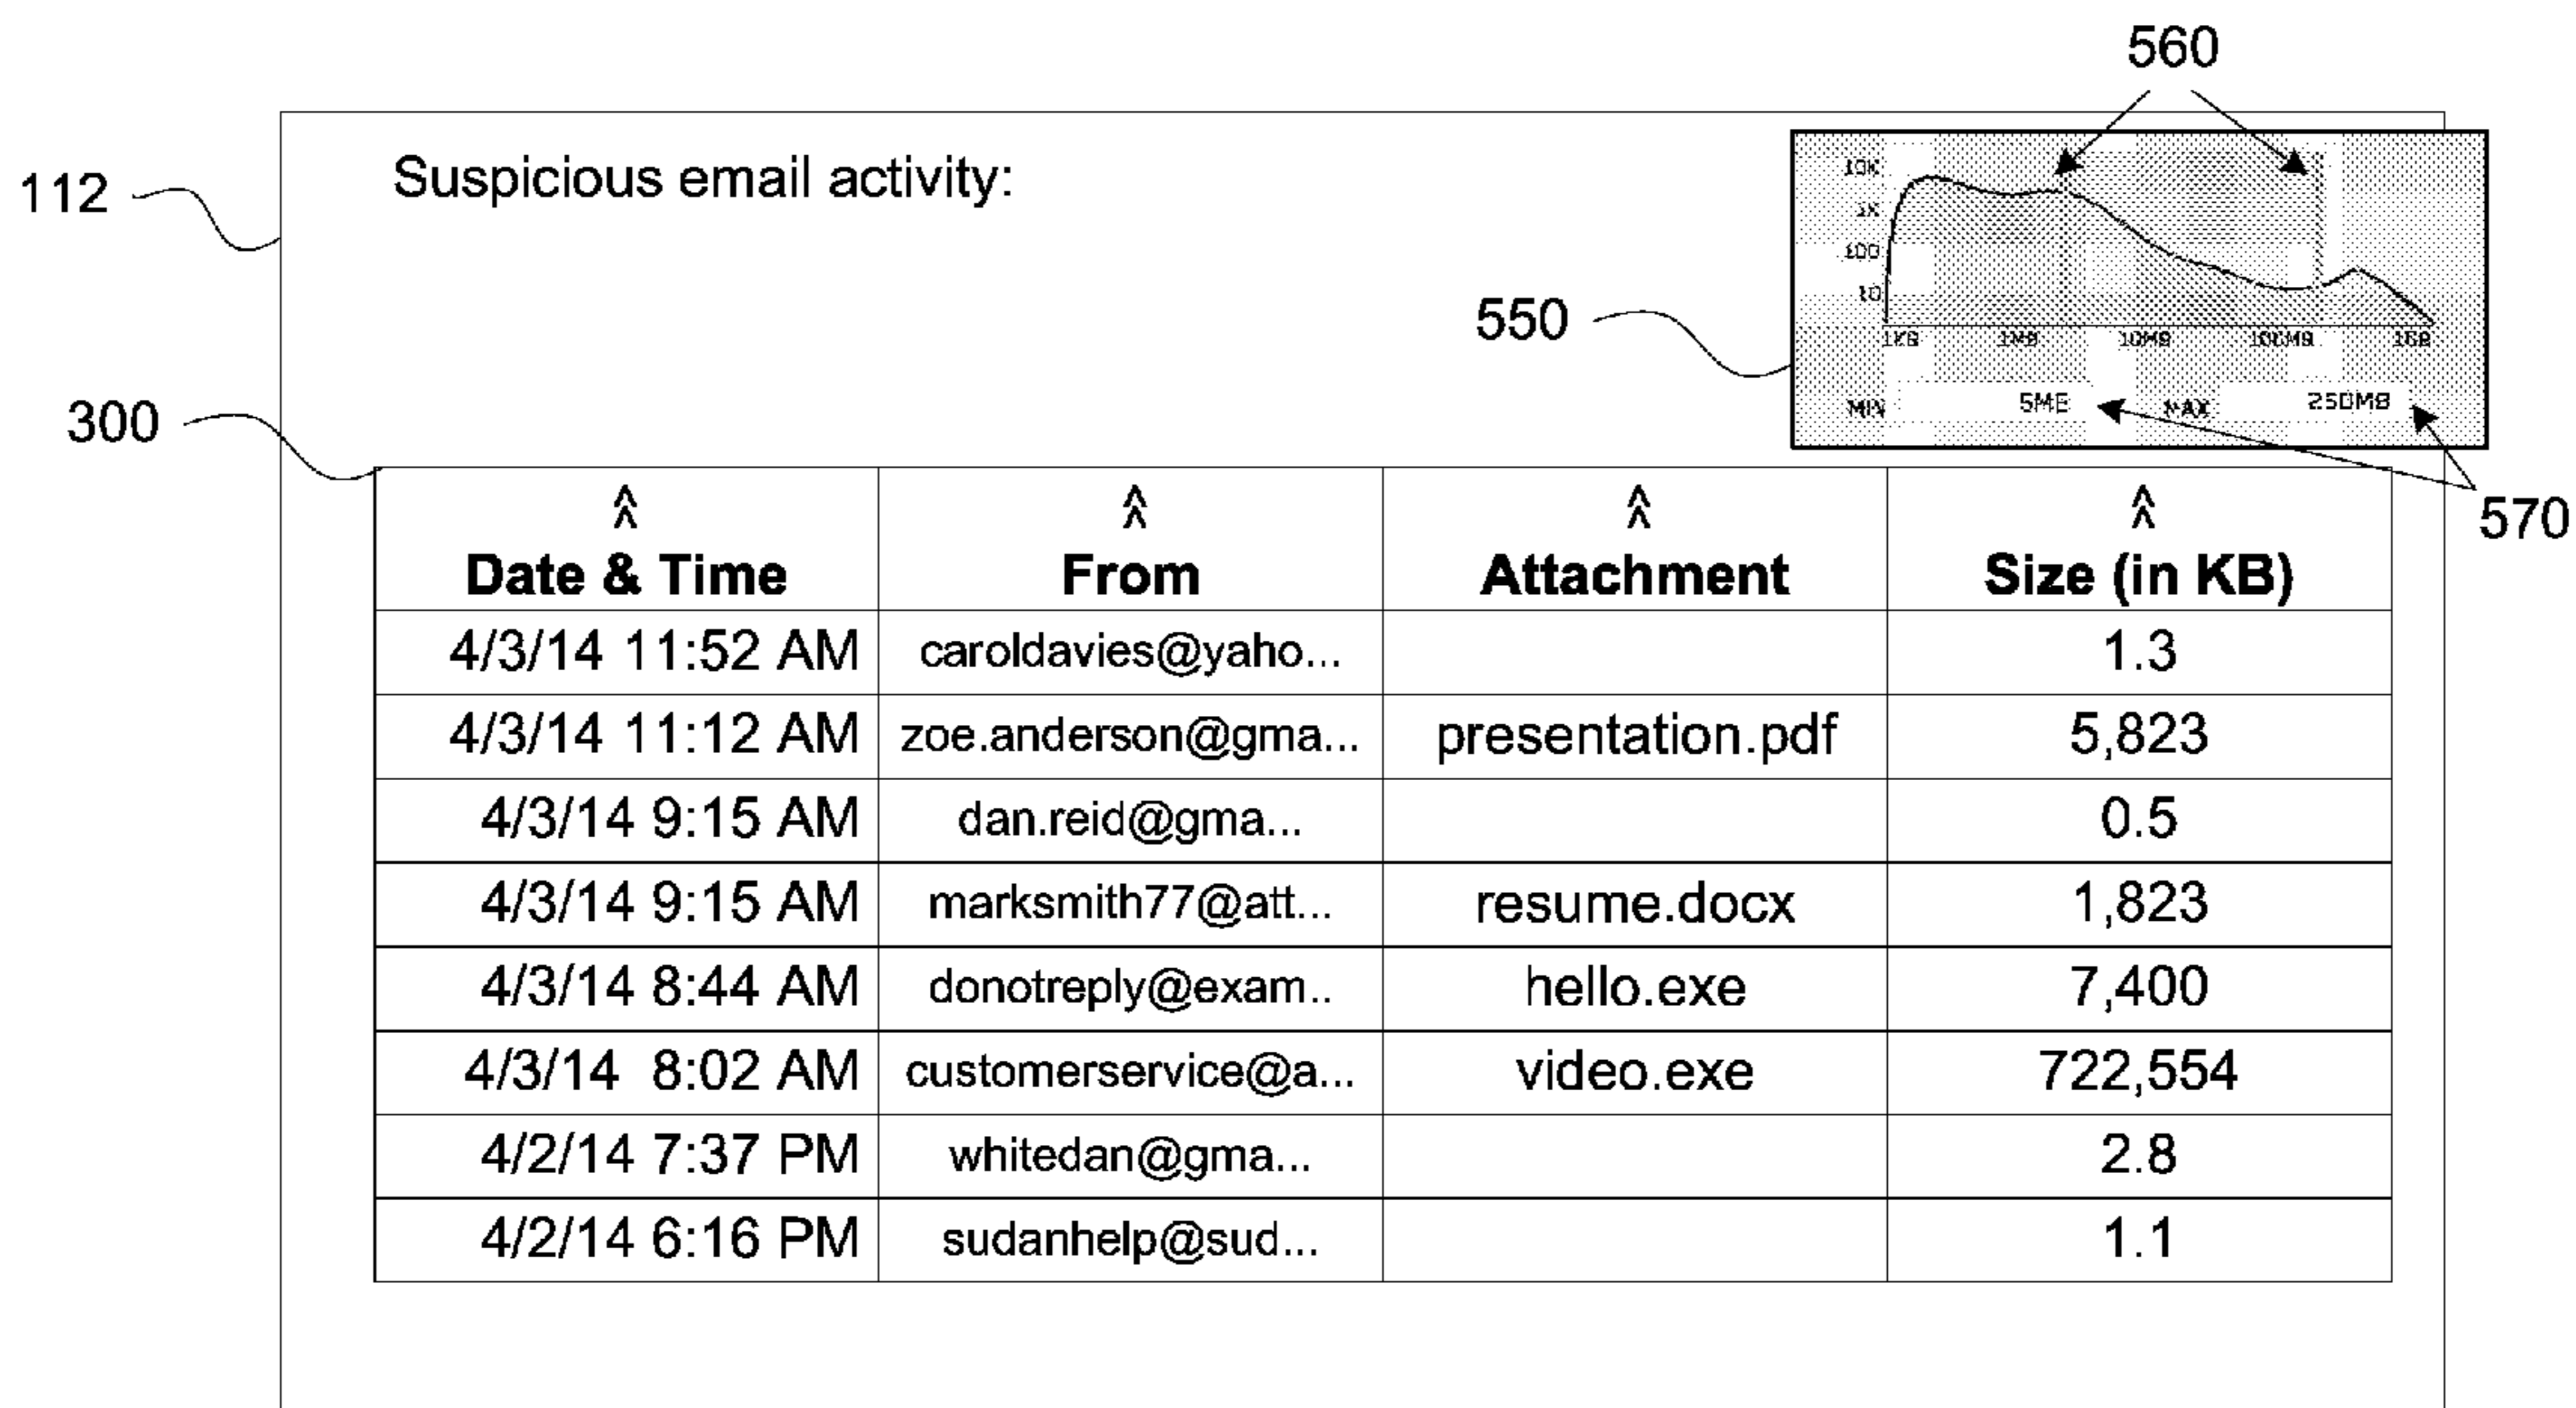 560
112
Suspicious email activity:
10K
1K
100
10
550
1KB 1MB 10MB 100MB 1GB
MIN 5MB MAX 250MB
300
570
Date & Time From Attachment Size (in KB)
4/3/14 11:52 AM caroldavies@yaho... 1.3
4/3/14 11:12 AM zoe.anderson@gma... presentation.pdf 5,823
4/3/14 9:15 AM dan.reid@gma... 0.5
4/3/14 9:15 AM marksmith77@att... resume.docx 1,823
4/3/14 8:44 AM donotreply@exam.. hello.exe 7,400
4/3/14 8:02 AM customerservice@a... video.exe 722,554
4/2/14 7:37 PM whitedan@gma... 2.8
4/2/14 6:16 PM sudanhelp@sud... 1.1